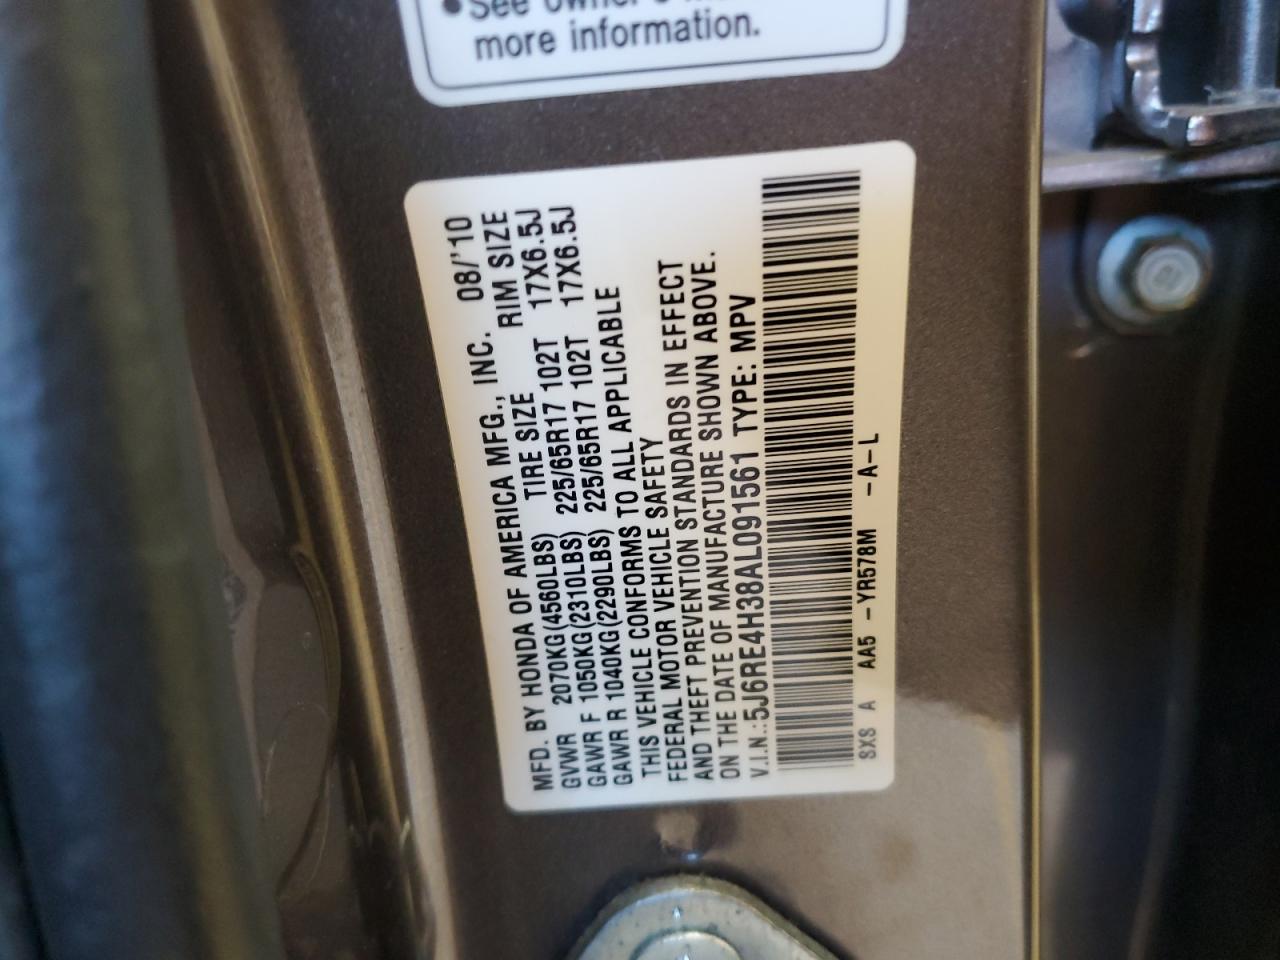 See owner's
more information.
MFD. BY HONDA OF AMERICA MFG., INC. 08/'10
GVWR 2070KG(4560LBS) TIRE SIZE RIM SIZE
GAWR F 1050KG(2310LBS) 225/65R17 102T 17X6.5J
GAWR R 1040KG(2290LBS) 225/65R17 102T 17X6.5J
THIS VEHICLE CONFORMS TO ALL APPLICABLE
FEDERAL MOTOR VEHICLE SAFETY
AND THEFT PREVENTION STANDARDS IN EFFECT
ON THE DATE OF MANUFACTURE SHOWN ABOVE.
V.I.N.:5J6RE4H38AL091561 TYPE: MPV
SXS A AA5 -YR578M -A-L